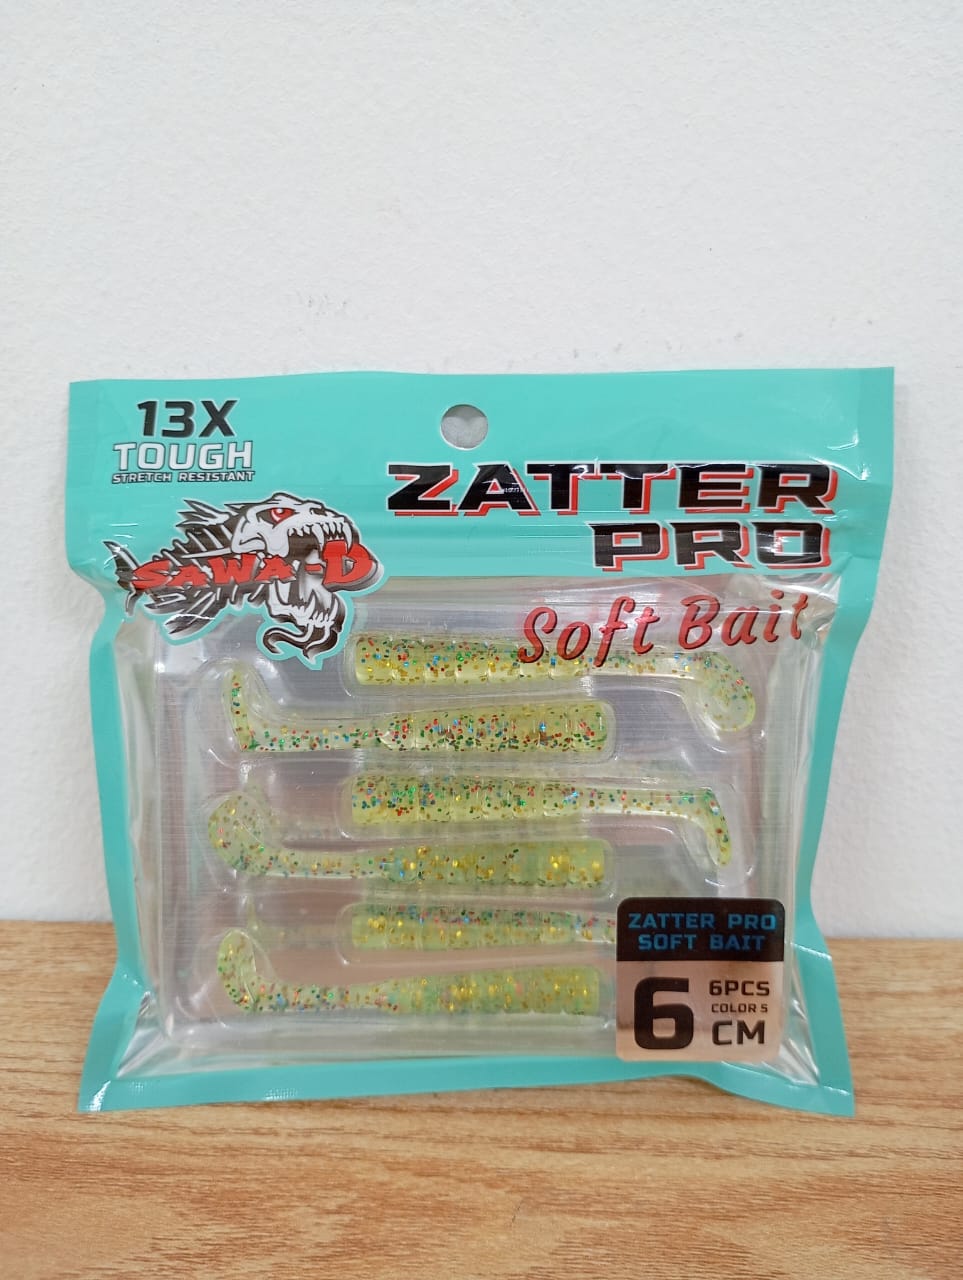 13X
TOUGH
STRETCH RESISTANT
SAWA-D
ZATTER
PRO
Soft Bait
ZATTER PRO
SOFT BAIT
6
6PCS
COLOR 5
CM